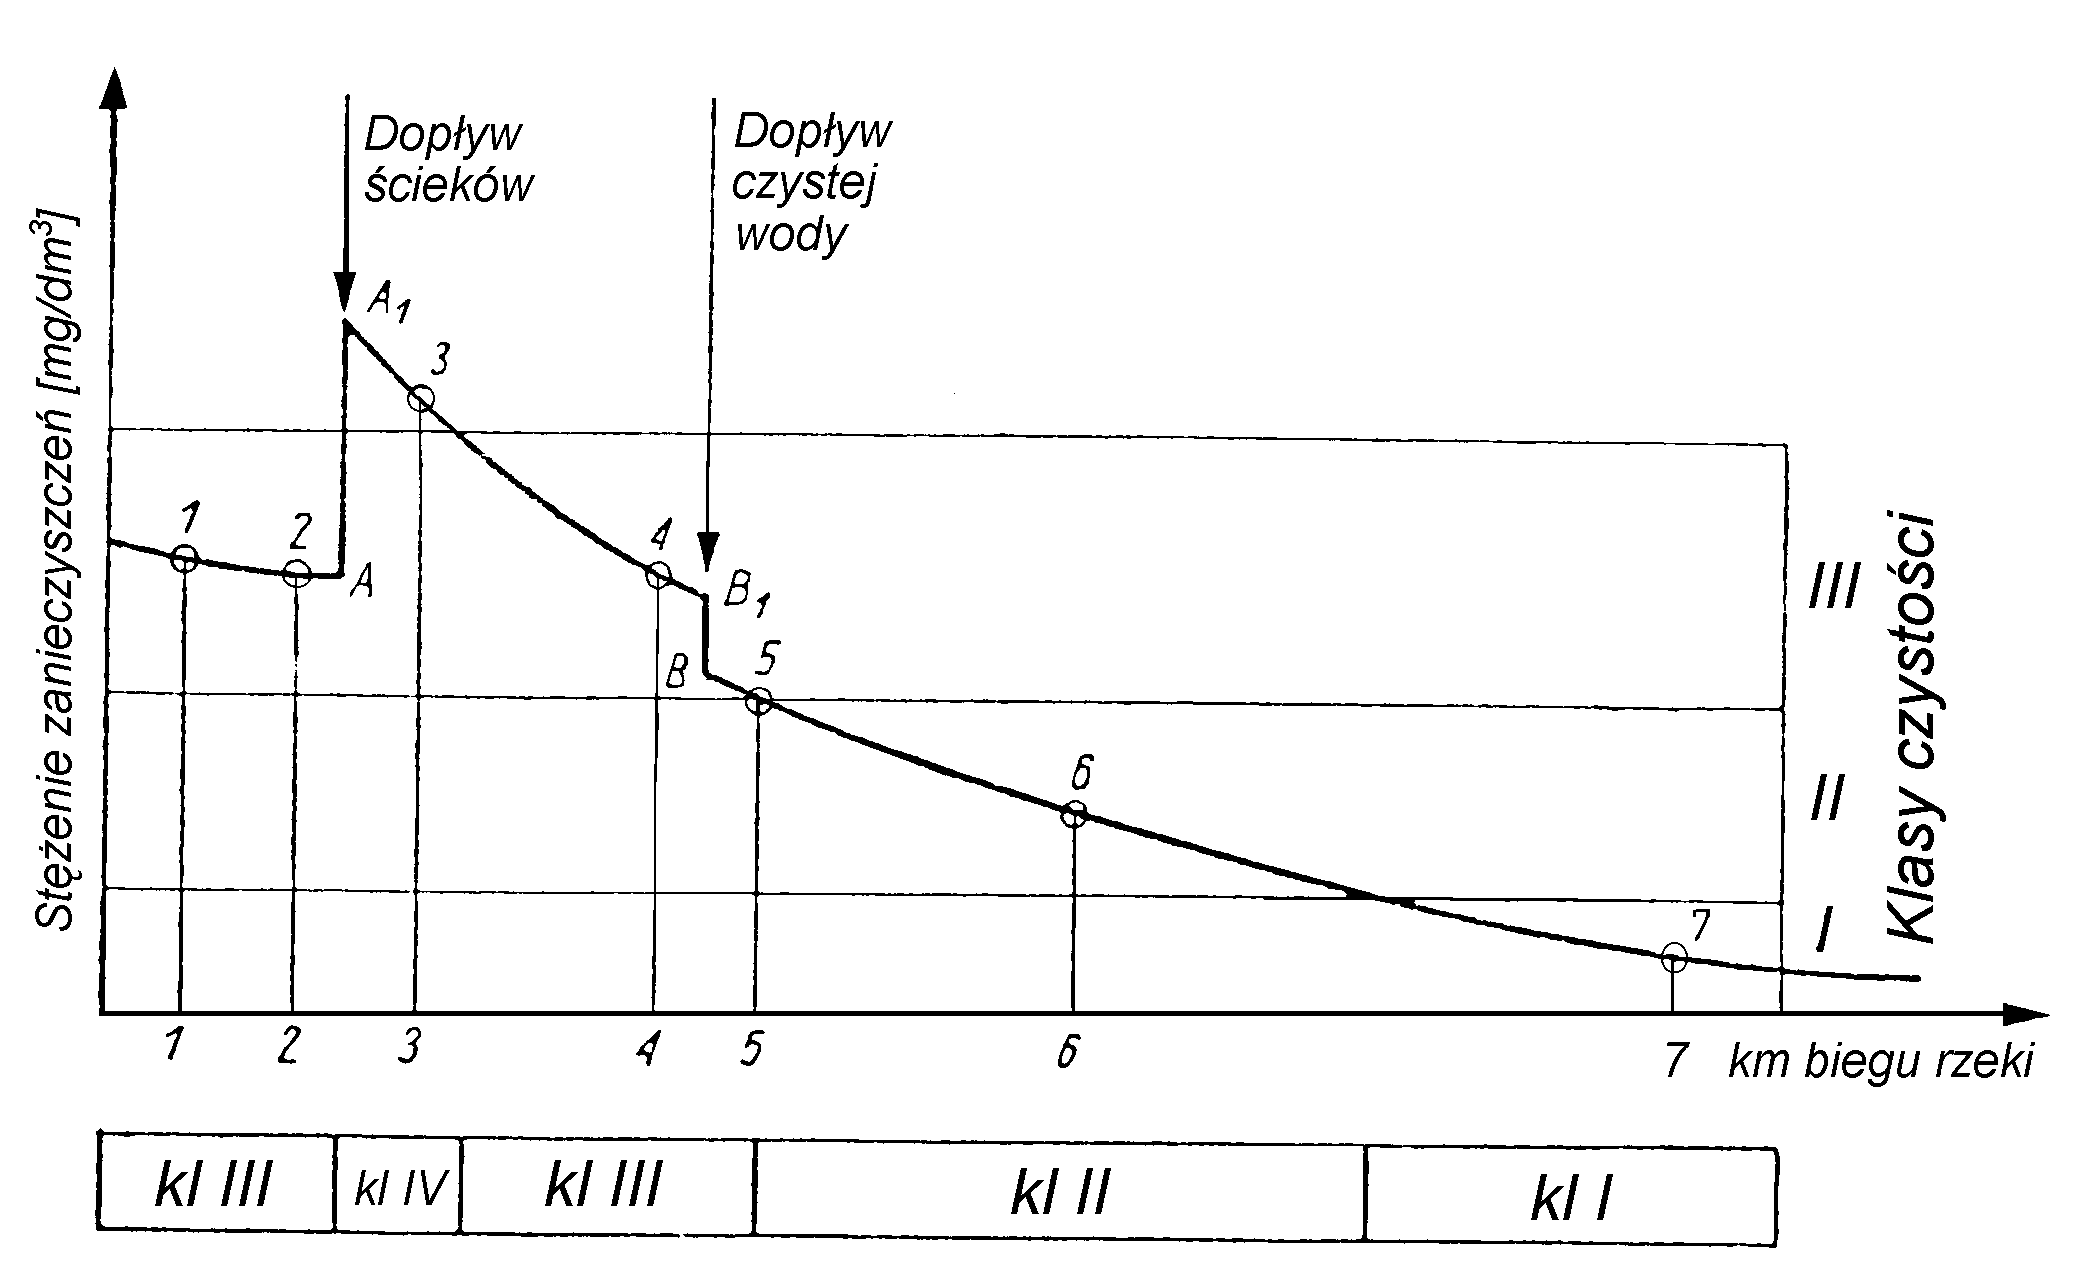 Dopływ
ścieków
Dopływ
czystej
wody
Stężenie zanieczyszczeń [mg/dm³]
A₁
3
1
2
A
4
B₁
B
5
6
7
III
II
I
Klasy czystości
1
2
3
4
5
6
7
km biegu rzeki
kl III
kl IV
kl III
kl II
kl I